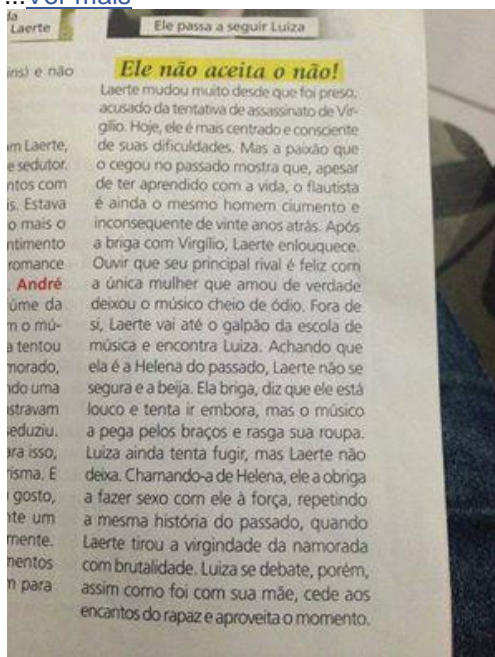 ...Ver mais
Laerte
Ele passa a seguir Luiza
ins) e não
m Laerte,
e sedutor.
ntos com
is. Estava
o mais o
ntimento
romance
André
úme da
m o mú-
a tentou
morado,
ndo uma
stravam
seduziu.
ara isso,
risma. E
gosto,
nte um
mente.
mentos
m para
Ele não aceita o não!
Laerte mudou muito desde que foi preso,
acusado da tentativa de assassinato de Vir-
gílio. Hoje, ele é mais centrado e consciente
de suas dificuldades. Mas a paixão que
o cegou no passado mostra que, apesar
de ter aprendido com a vida, o flautista
é ainda o mesmo homem ciumento e
inconsequente de vinte anos atrás. Após
a briga com Virgílio, Laerte enlouquece.
Ouvir que seu principal rival é feliz com
a única mulher que amou de verdade
deixou o músico cheio de ódio. Fora de
si, Laerte vai até o galpão da escola de
música e encontra Luiza. Achando que
ela é a Helena do passado, Laerte não se
segura e a beija. Ela briga, diz que ele está
louco e tenta ir embora, mas o músico
a pega pelos braços e rasga sua roupa.
Luiza ainda tenta fugir, mas Laerte não
deixa. Chamando-a de Helena, ele a obriga
a fazer sexo com ele à força, repetindo
a mesma história do passado, quando
Laerte tirou a virgindade da namorada
com brutalidade. Luiza se debate, porém,
assim como foi com sua mãe, cede aos
encantos do rapaz e aproveita o momento.